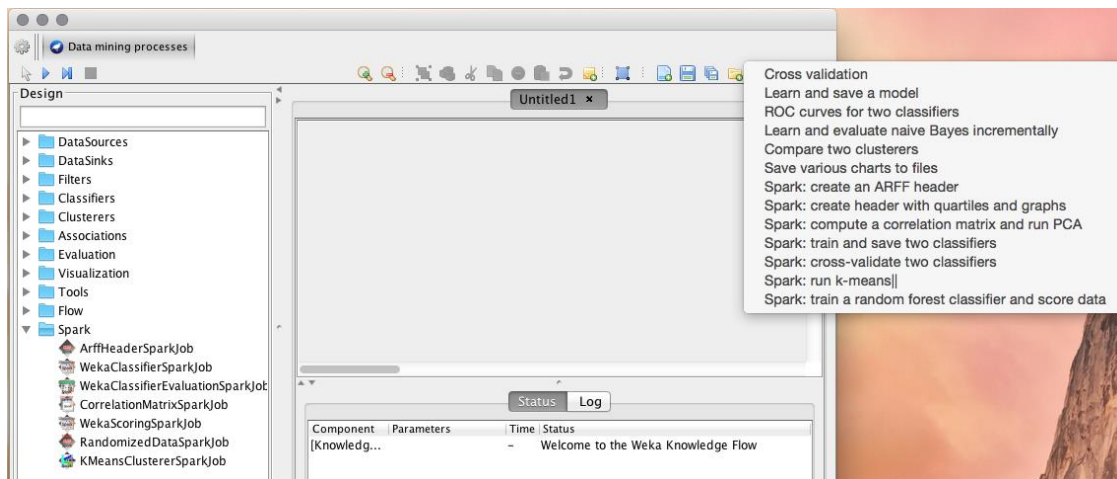 Data mining processes
Design
Untitled1 ×
DataSources
DataSinks
Filters
Classifiers
Clusterers
Associations
Evaluation
Visualization
Tools
Flow
Spark
ArffHeaderSparkJob
WekaClassifierSparkJob
WekaClassifierEvaluationSparkJob
CorrelationMatrixSparkJob
WekaScoringSparkJob
RandomizedDataSparkJob
KMeansClustererSparkJob
Cross validation
Learn and save a model
ROC curves for two classifiers
Learn and evaluate naive Bayes incrementally
Compare two clusterers
Save various charts to files
Spark: create an ARFF header
Spark: create header with quartiles and graphs
Spark: compute a correlation matrix and run PCA
Spark: train and save two classifiers
Spark: cross-validate two classifiers
Spark: run k-means||
Spark: train a random forest classifier and score data
Status Log
Component Parameters Time Status
[Knowledg... – Welcome to the Weka Knowledge Flow